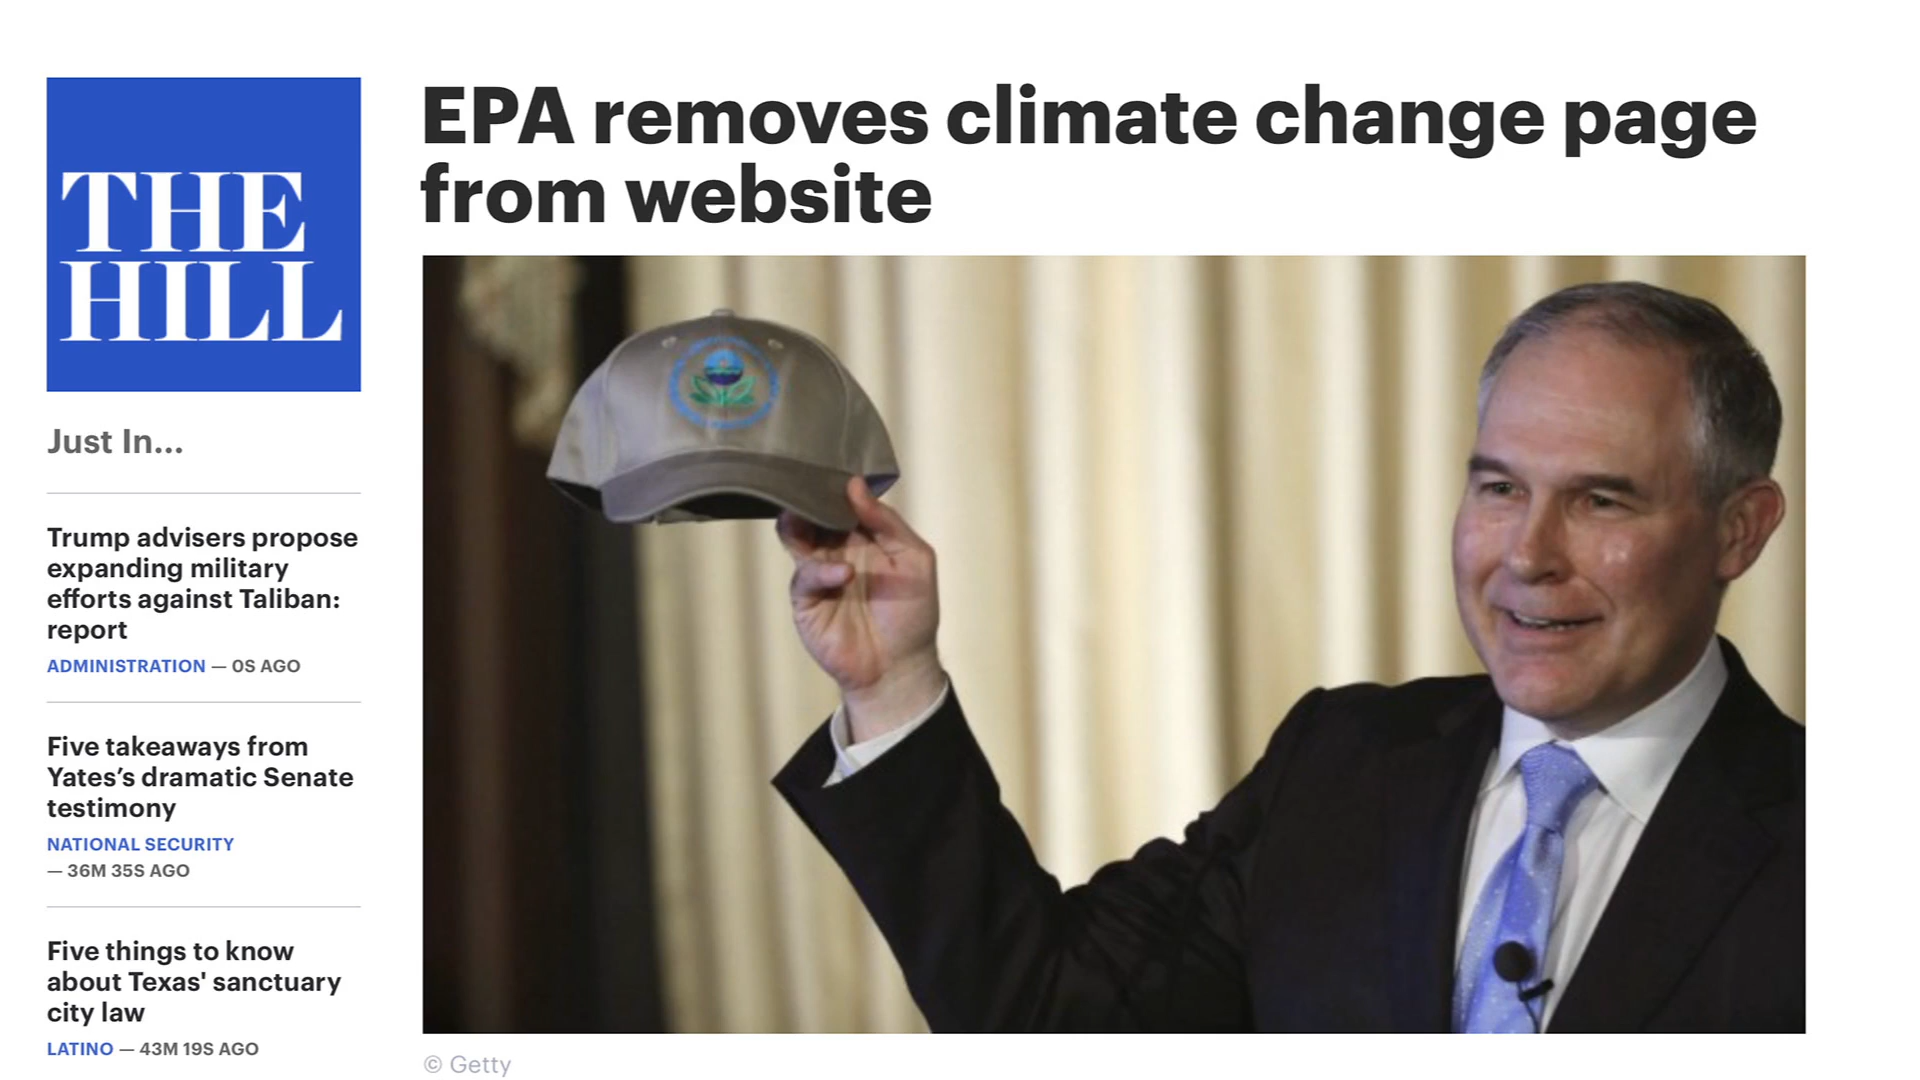 THE
HILL
Just In...
Trump advisers propose
expanding military
efforts against Taliban:
report
ADMINISTRATION — 0S AGO
Five takeaways from
Yates’s dramatic Senate
testimony
NATIONAL SECURITY
— 36M 35S AGO
Five things to know
about Texas' sanctuary
city law
LATINO — 43M 19S AGO
EPA removes climate change page
from website
© Getty